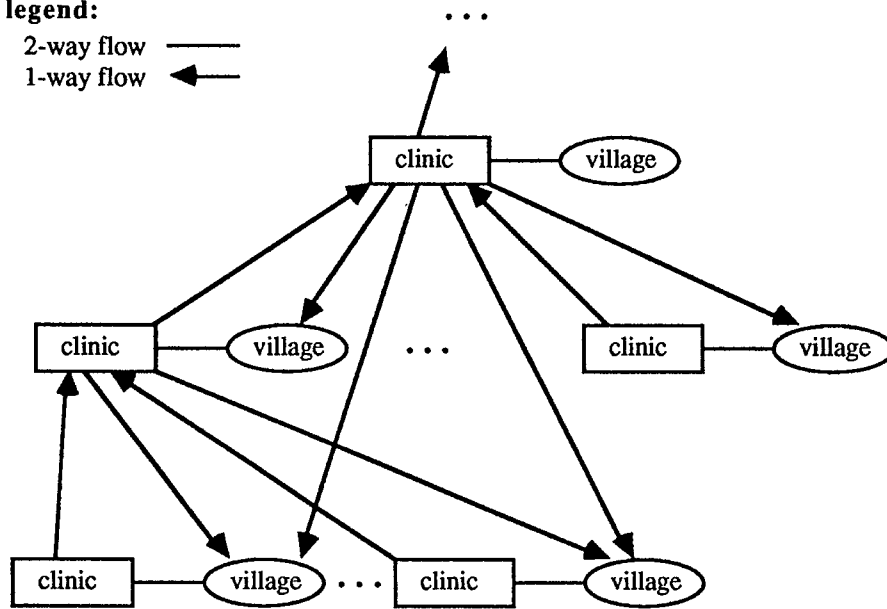 legend:
2-way flow
1-way flow
. . .
clinic village
clinic village . . . clinic village
clinic village . . . clinic village